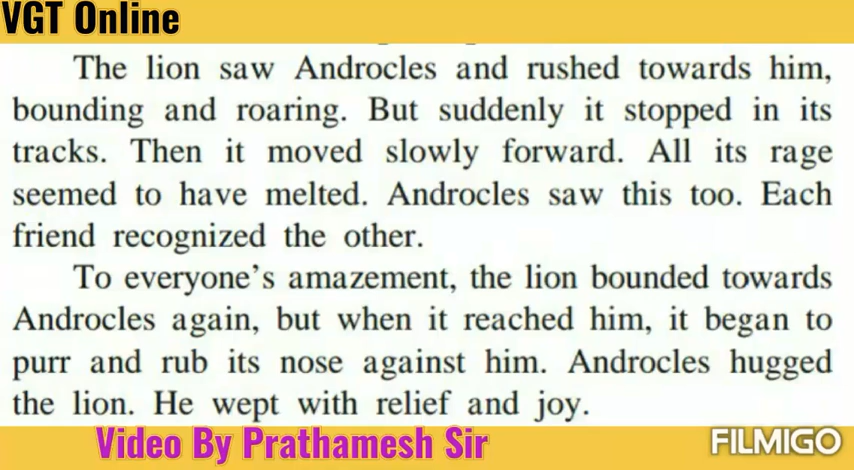 VGT Online
The lion saw Androcles and rushed towards him,
bounding and roaring. But suddenly it stopped in its
tracks. Then it moved slowly forward. All its rage
seemed to have melted. Androcles saw this too. Each
friend recognized the other.
To everyone's amazement, the lion bounded towards
Androcles again, but when it reached him, it began to
purr and rub its nose against him. Androcles hugged
the lion. He wept with relief and joy.
Video By Prathamesh Sir
FILMIGO